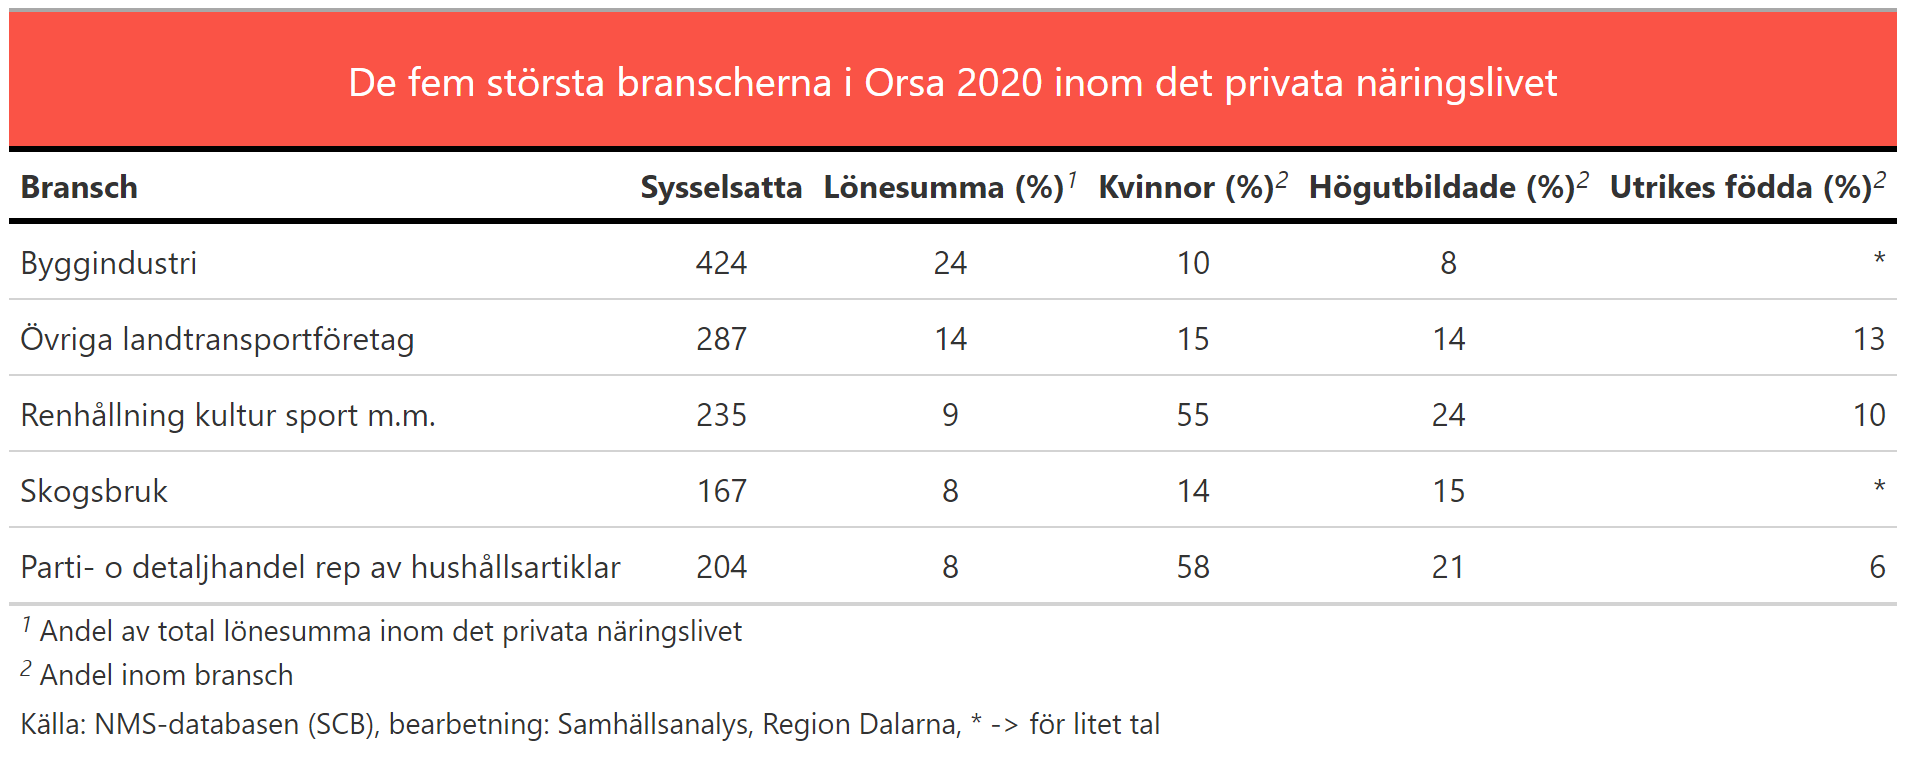 De fem största branscherna i Orsa 2020 inom det privata näringslivet
Bransch Sysselsatta Lönesumma (%)1 Kvinnor (%)2 Högutbildade (%)2 Utrikes födda (%)2
Byggindustri 424 24 10 8 *
Övriga landtransportföretag 287 14 15 14 13
Renhållning kultur sport m.m. 235 9 55 24 10
Skogsbruk 167 8 14 15 *
Parti- o detaljhandel rep av hushållsartiklar 204 8 58 21 6
1 Andel av total lönesumma inom det privata näringslivet
2 Andel inom bransch
Källa: NMS-databasen (SCB), bearbetning: Samhällsanalys, Region Dalarna, * -> för litet tal